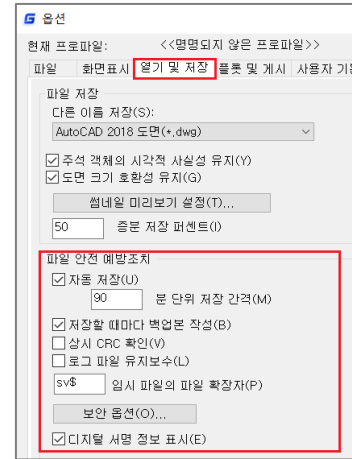 옵션
현재 프로파일: <<명명되지 않은 프로파일>>
파일 화면표시 열기 및 저장 플롯 및 게시 사용자 기본
파일 저장
다른 이름 저장(S):
AutoCAD 2018 도면(*.dwg)
주석 객체의 시각적 사실성 유지(Y)
도면 크기 호환성 유지(G)
썸네일 미리보기 설정(T)...
50 증분 저장 퍼센트(I)
파일 안전 예방조치
자동 저장(U)
90 분 단위 저장 간격(M)
저장할 때마다 백업본 작성(B)
상시 CRC 확인(V)
로그 파일 유지보수(L)
sv$ 임시 파일의 파일 확장자(P)
보안 옵션(O)...
디지탈 서명 정보 표시(E)